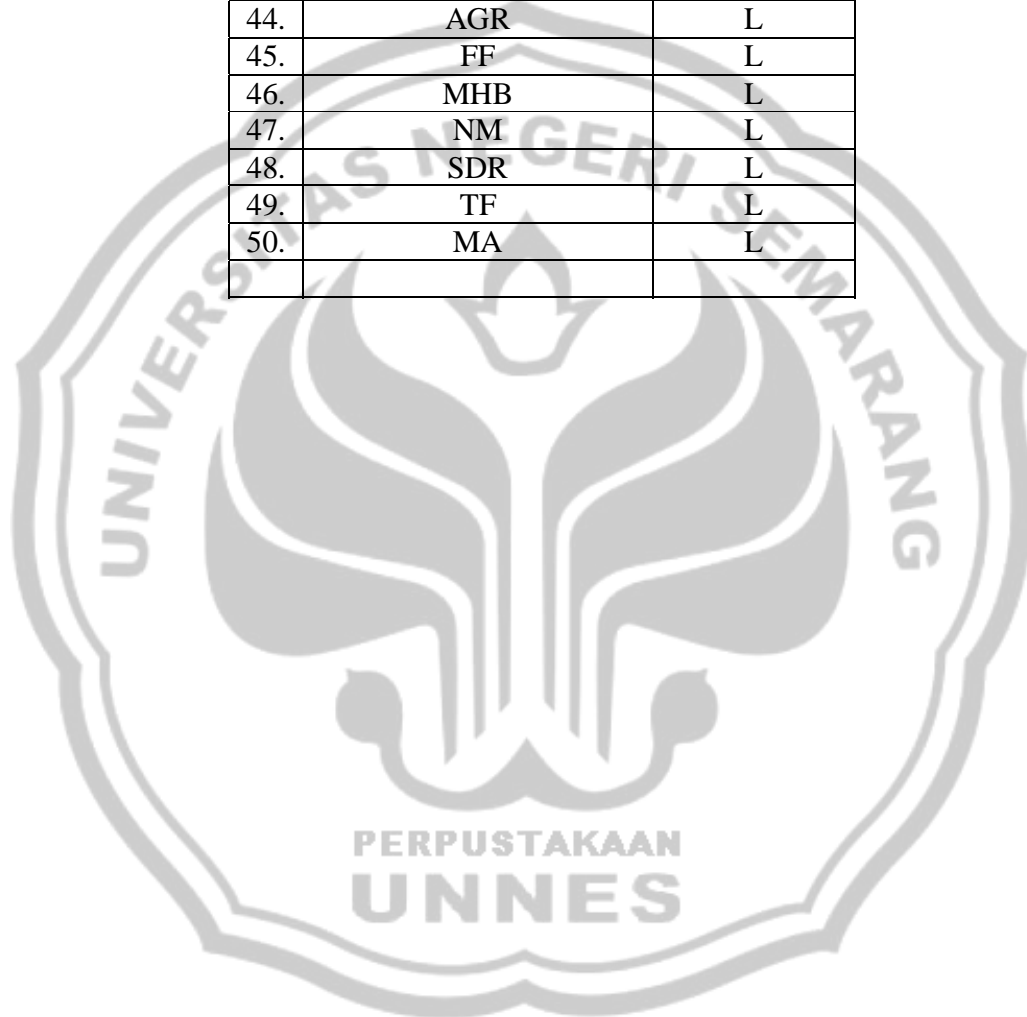 44. AGR L
45. FF L
46. MHB L
47. NM L
48. SDR L
49. TF L
50. MA L
UNIVERSITAS NEGERI SEMARANG
PERPUSTAKAAN
UNNES